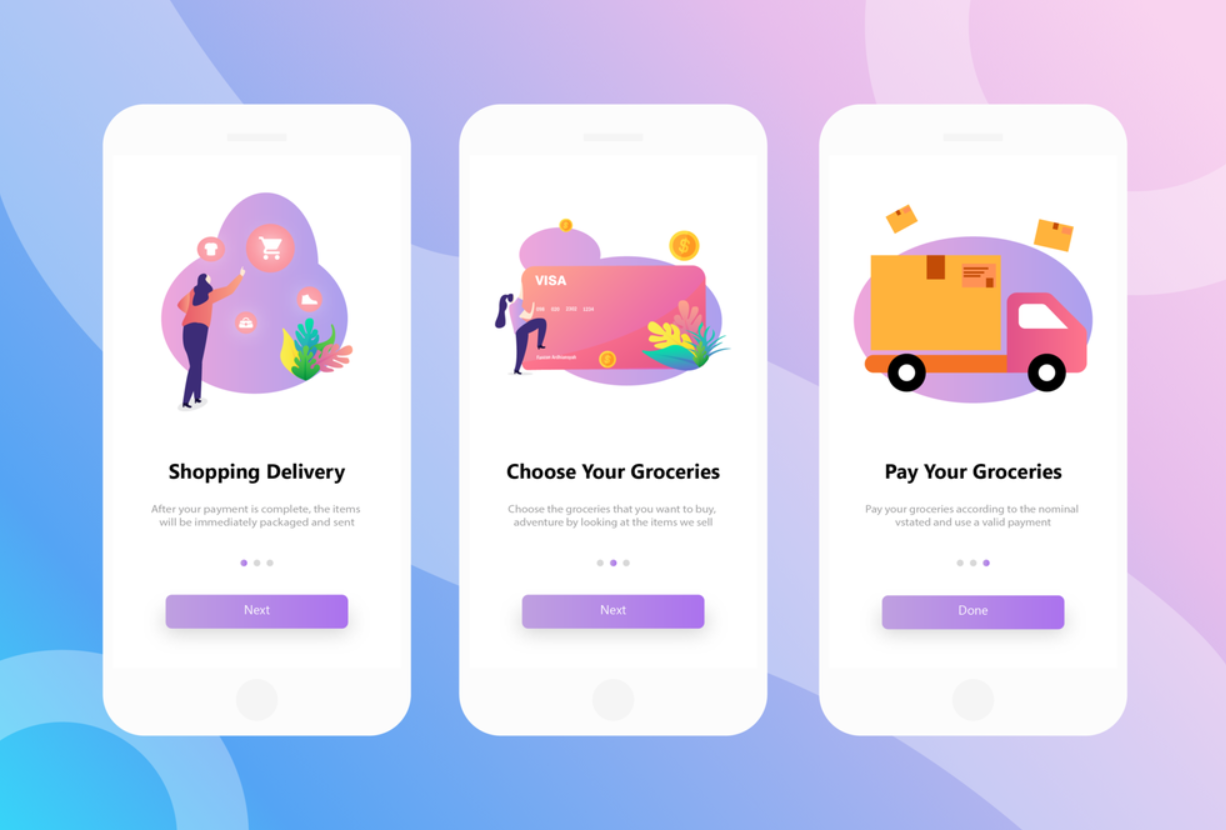 Shopping Delivery
After your payment is complete, the items
will be immediately packaged and sent
Next
VISA
Choose Your Groceries
Choose the groceries that you want to buy,
adventure by looking at the items we sell
Next
Pay Your Groceries
Pay your groceries according to the nominal
vstated and use a valid payment
Done